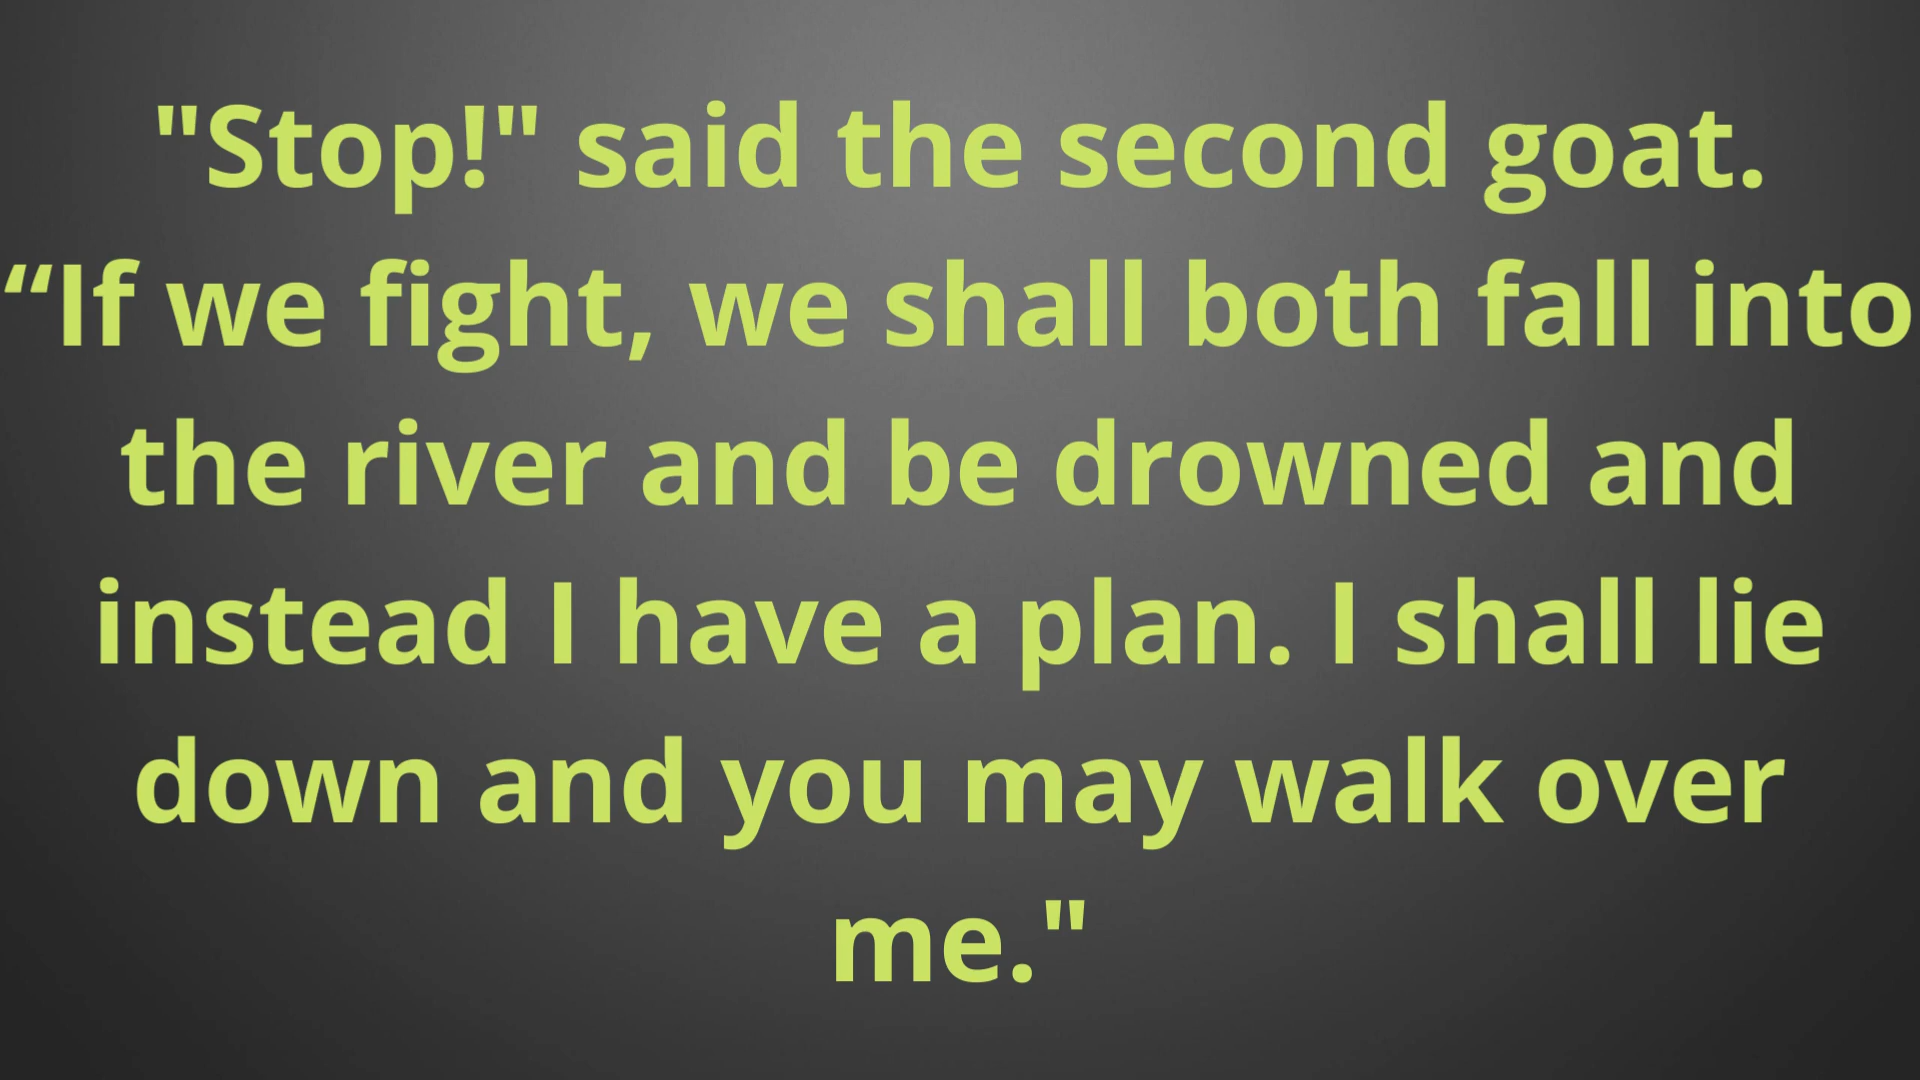 "Stop!" said the second goat.
“If we fight, we shall both fall into
the river and be drowned and
instead I have a plan. I shall lie
down and you may walk over
me."